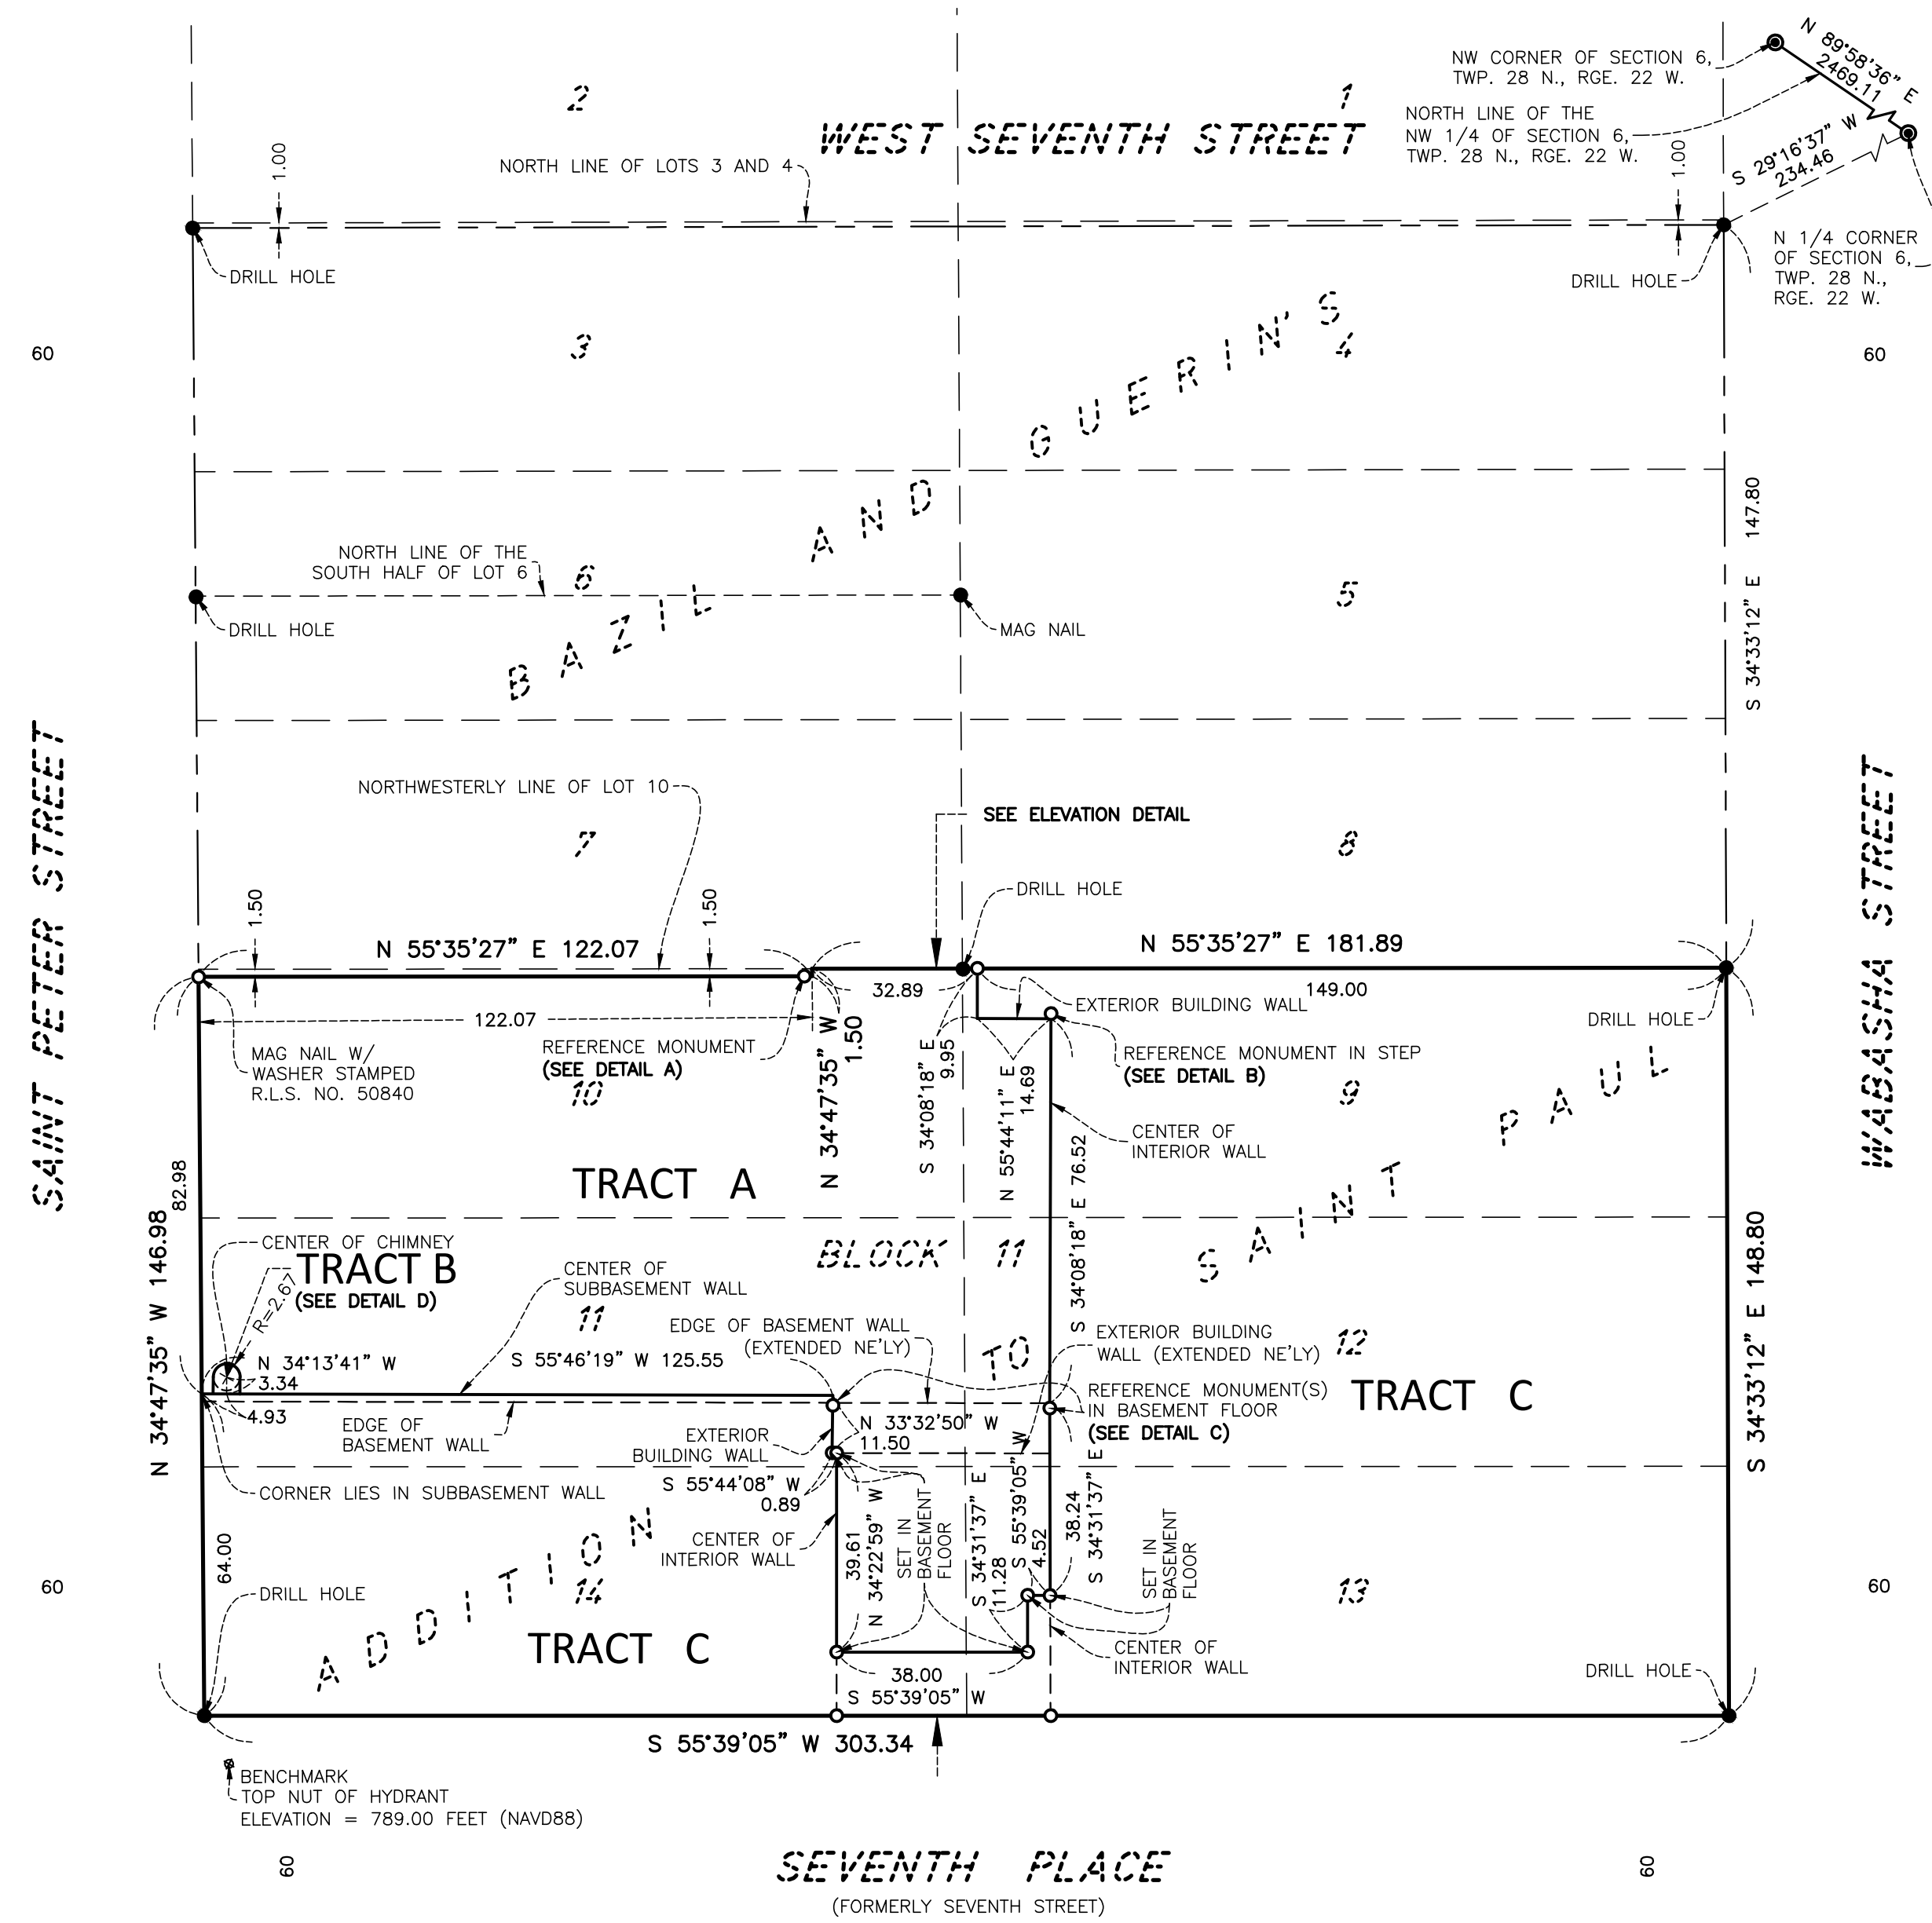 2
1
WEST SEVENTH STREET
NW CORNER OF SECTION 6,
TWP. 28 N., RGE. 22 W.
N 89°58'36" E
2469.11
NORTH LINE OF THE
NW 1/4 OF SECTION 6,
TWP. 28 N., RGE. 22 W.
S 29°16'37" W
234.46
NORTH LINE OF LOTS 3 AND 4
1.00
1.00
DRILL HOLE
DRILL HOLE
N 1/4 CORNER
OF SECTION 6,
TWP. 28 N.,
RGE. 22 W.
60
3
4
60
BAZIL AND GUERIN'S
S 34°33'12" E 147.80
NORTH LINE OF THE
SOUTH HALF OF LOT 6
6
5
DRILL HOLE
MAG NAIL
SAINT PETER STREET
WABASHA STREET
NORTHWESTERLY LINE OF LOT 10
SEE ELEVATION DETAIL
7
8
DRILL HOLE
1.50
1.50
N 55°35'27" E 122.07
N 55°35'27" E 181.89
32.89
149.00
EXTERIOR BUILDING WALL
122.07
DRILL HOLE
MAG NAIL W/
WASHER STAMPED
R.L.S. NO. 50840
REFERENCE MONUMENT
(SEE DETAIL A)
N 34°47'35" W
1.50
S 34°08'18" E
9.95
N 55°44'11" E
14.69
REFERENCE MONUMENT IN STEP
(SEE DETAIL B)
10
9
CENTER OF
INTERIOR WALL
S 34°08'18" E 76.52
TRACT A
82.98
N 34°47'35" W 146.98
S 34°33'12" E 148.80
ADDITION TO SAINT PAUL
BLOCK 11
CENTER OF CHIMNEY
TRACT B
(SEE DETAIL D)
R=2.67
CENTER OF
SUBBASEMENT WALL
11
12
EDGE OF BASEMENT WALL
(EXTENDED NE'LY)
EXTERIOR BUILDING
WALL (EXTENDED NE'LY)
N 34°13'41" W
3.34
S 55°46'19" W 125.55
REFERENCE MONUMENT(S)
IN BASEMENT FLOOR
(SEE DETAIL C)
TRACT C
4.93
EDGE OF
BASEMENT WALL
EXTERIOR
BUILDING WALL
N 33°32'50" W
11.50
S 55°44'08" W
0.89
CORNER LIES IN SUBBASEMENT WALL
CENTER OF
INTERIOR WALL
39.61
N 34°22'59" W
SET IN
BASEMENT
FLOOR
S 34°31'37" E
11.28
S 55°39'05" W
4.52
38.24
S 34°31'37" E
SET IN
BASEMENT
FLOOR
64.00
DRILL HOLE
14
13
TRACT C
CENTER OF
INTERIOR WALL
38.00
S 55°39'05" W
DRILL HOLE
60
60
S 55°39'05" W 303.34
BENCHMARK
TOP NUT OF HYDRANT
ELEVATION = 789.00 FEET (NAVD88)
60
60
SEVENTH PLACE
(FORMERLY SEVENTH STREET)